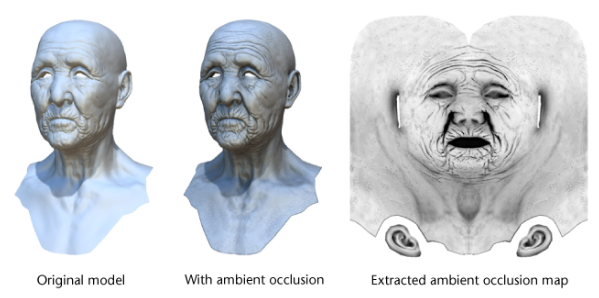 Original model
With ambient occlusion
Extracted ambient occlusion map